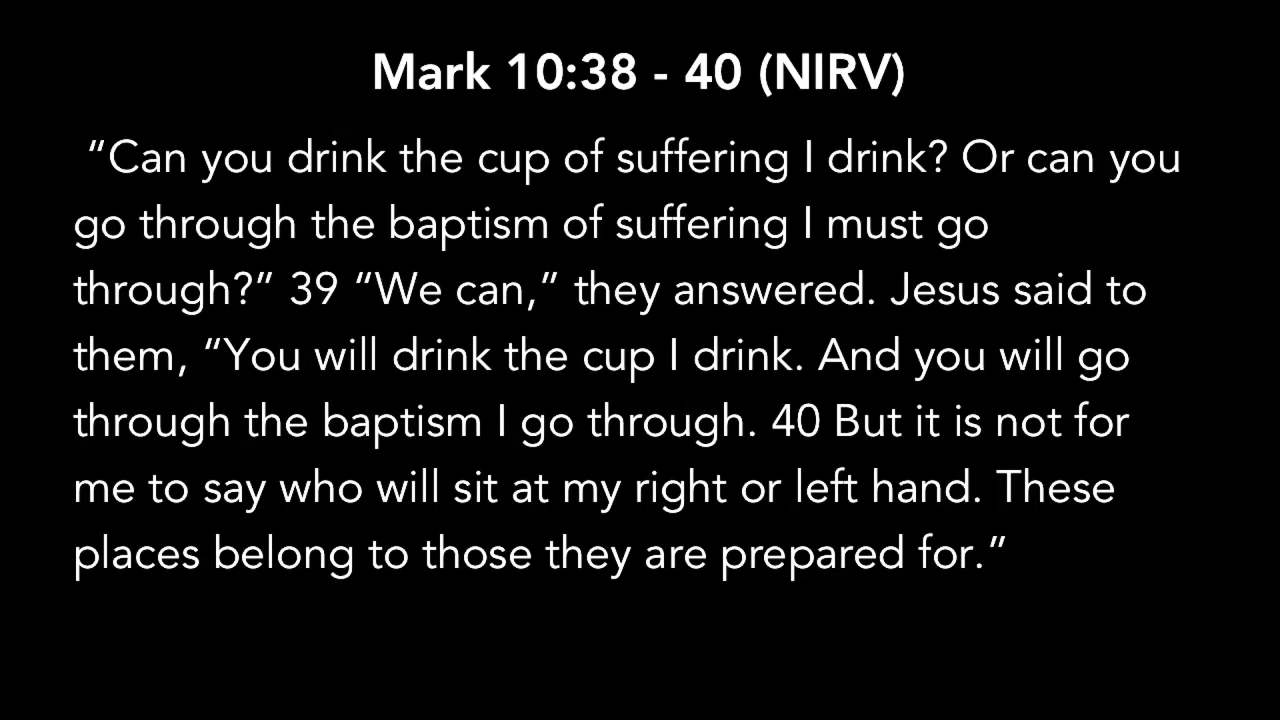 Mark 10:38 - 40 (NIRV)
“Can you drink the cup of suffering I drink? Or can you
go through the baptism of suffering I must go
through?” 39 “We can,” they answered. Jesus said to
them, “You will drink the cup I drink. And you will go
through the baptism I go through. 40 But it is not for
me to say who will sit at my right or left hand. These
places belong to those they are prepared for.”